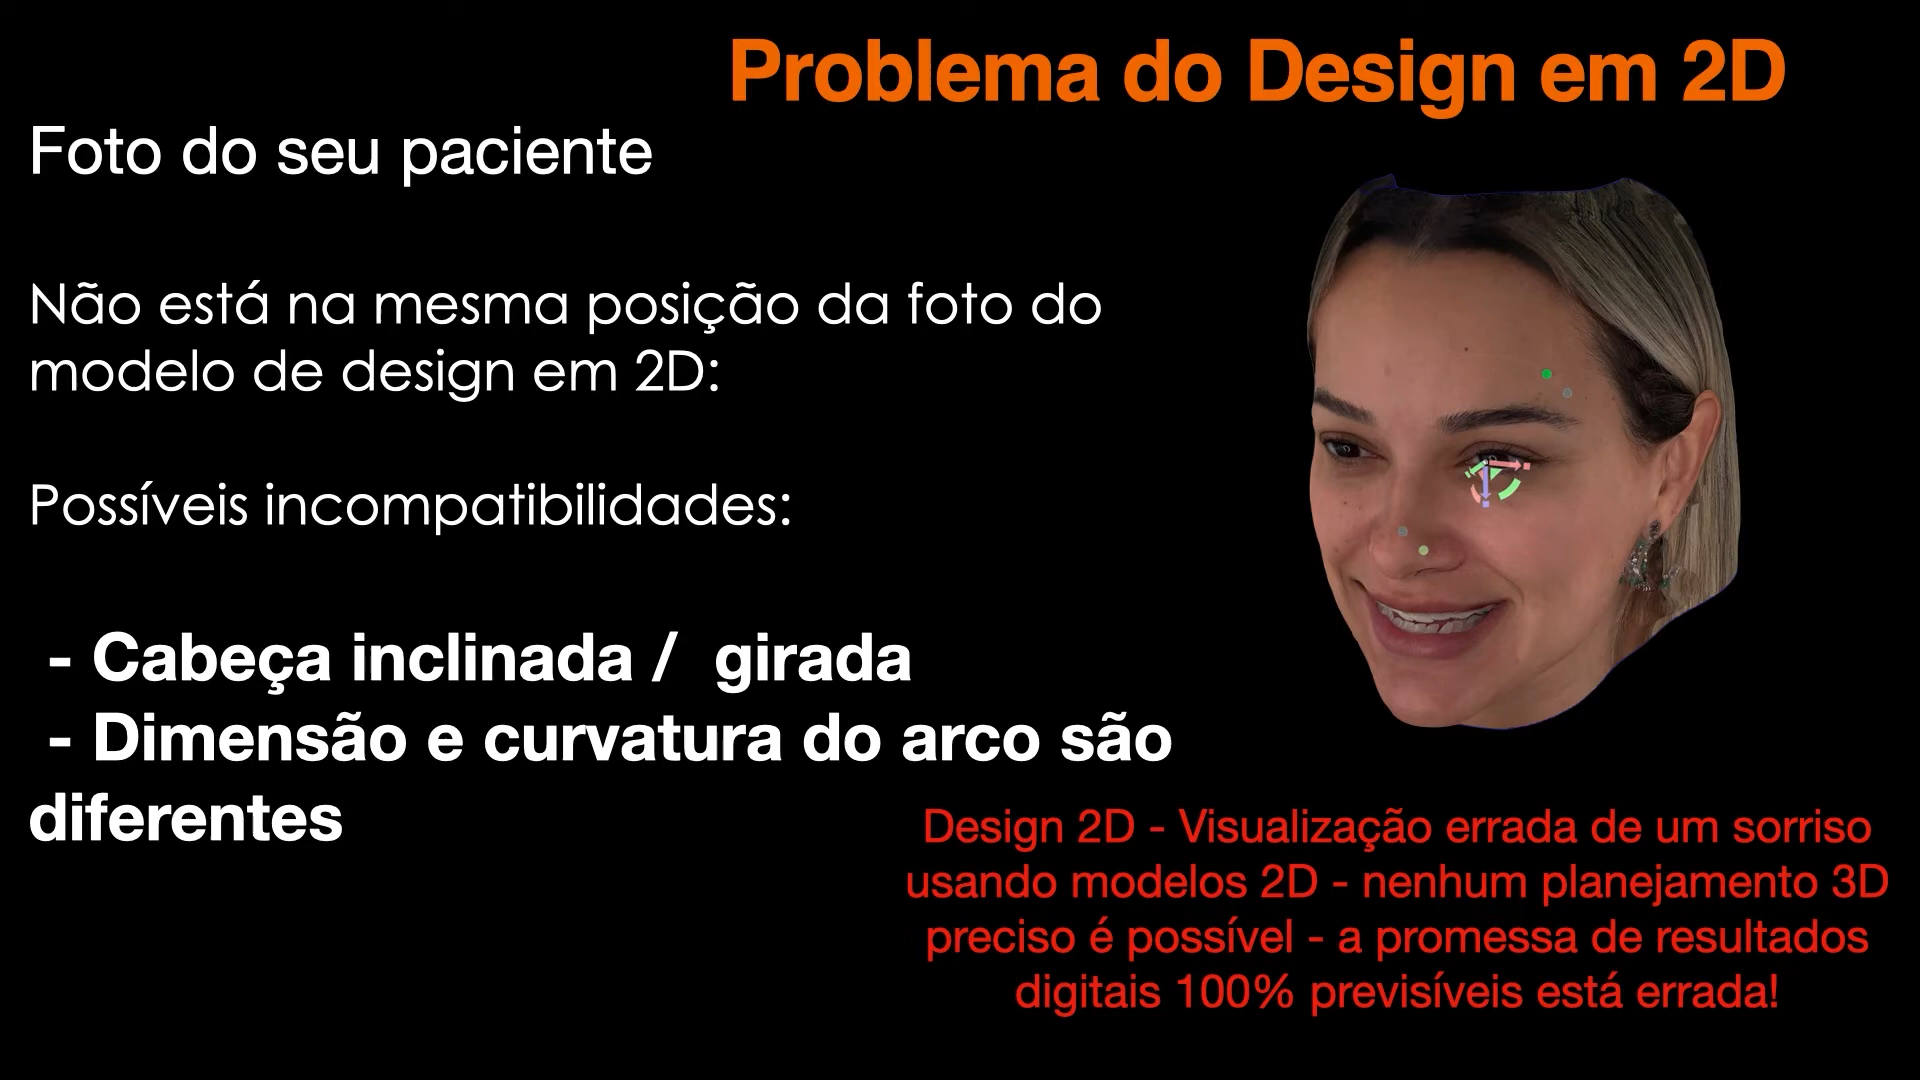 Problema do Design em 2D
Foto do seu paciente
Não está na mesma posição da foto do
modelo de design em 2D:
Possíveis incompatibilidades:
- Cabeça inclinada /  girada
- Dimensão e curvatura do arco são
diferentes
Design 2D - Visualização errada de um sorriso
usando modelos 2D - nenhum planejamento 3D
preciso é possível - a promessa de resultados
digitais 100% previsíveis está errada!